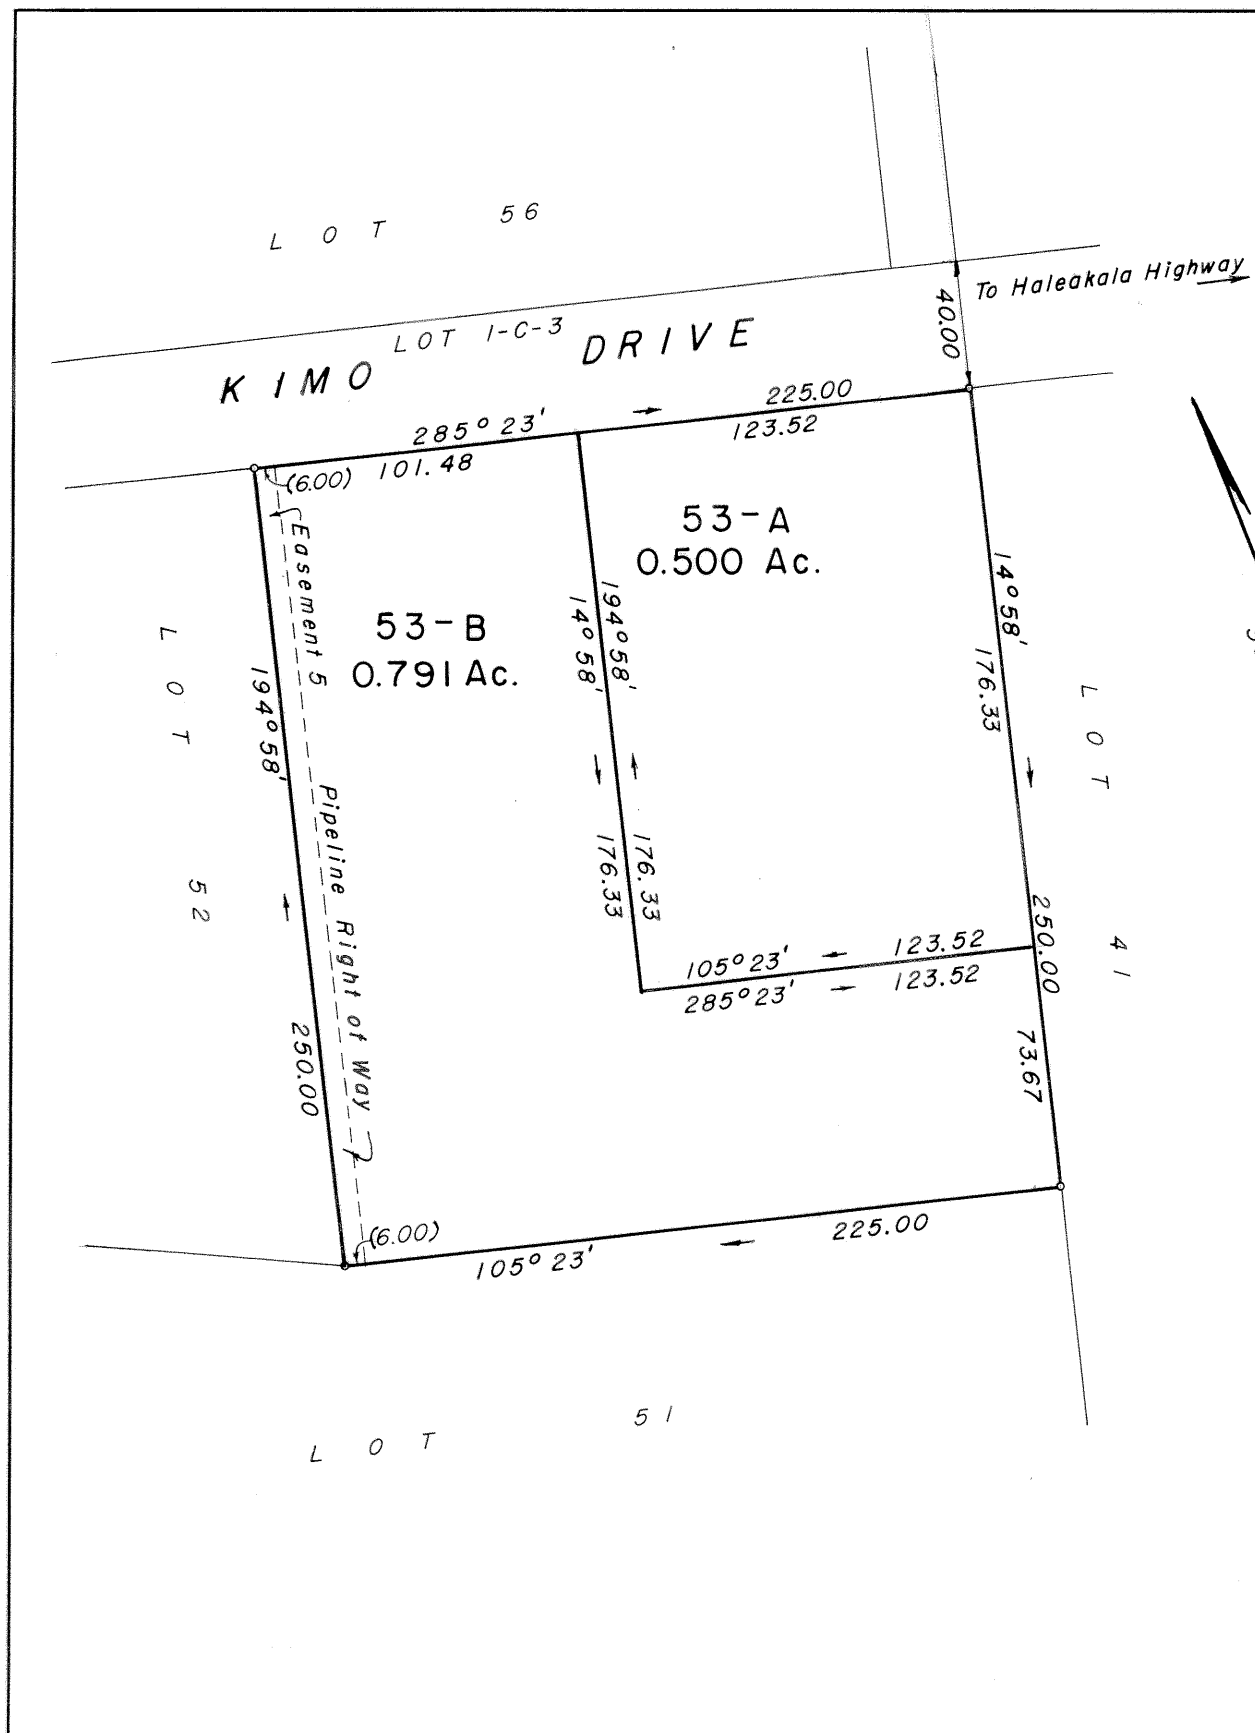 LOT 56
To Haleakala Highway
40.00
LOT 1-C-3
KIMO DRIVE
285° 23'
225.00
101.48
123.52
(6.00)
53-A
0.500 Ac.
53-B
0.791 Ac.
Easement 5
Pipeline Right of Way
194° 58'
250.00
14° 58'
176.33
194° 58'
176.33
14° 58'
176.33
250.00
73.67
LOT 52
LOT 41
105° 23'
123.52
285° 23'
123.52
(6.00)
105° 23'
225.00
LOT 51